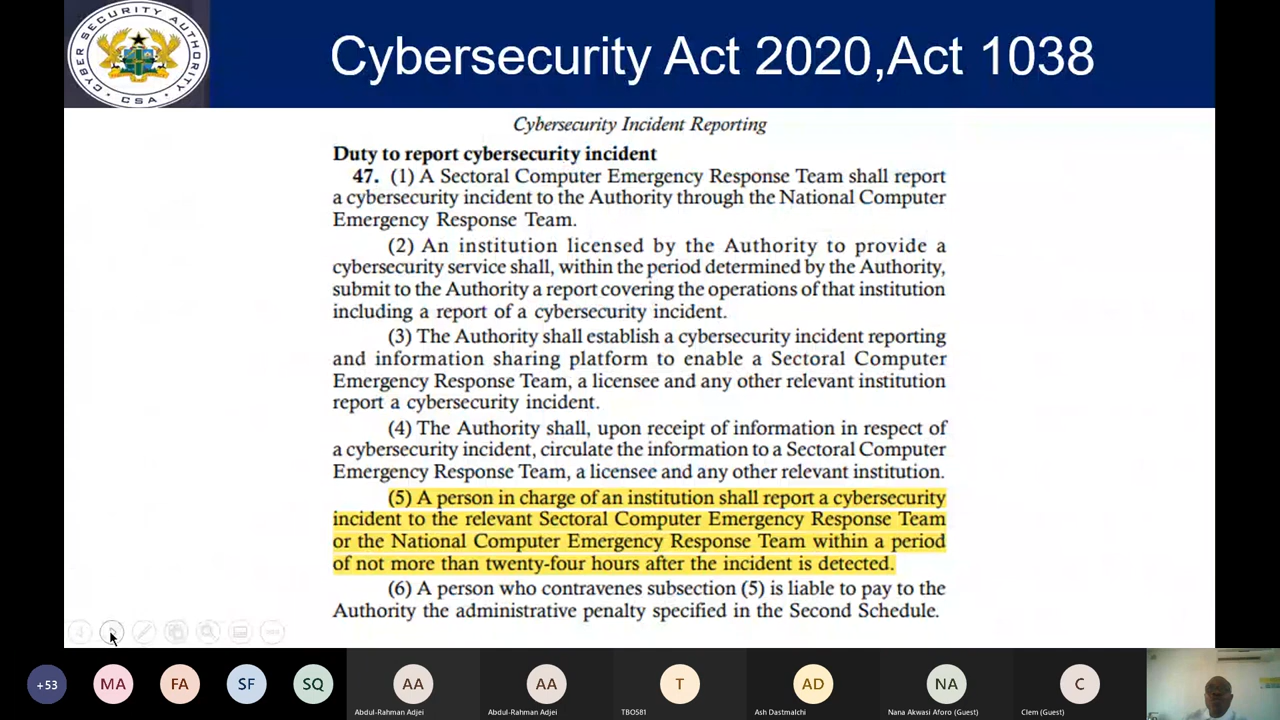 CYBER SECURITY AUTHORITY
CSA
Cybersecurity Act 2020,Act 1038
Cybersecurity Incident Reporting
Duty to report cybersecurity incident
47. (1) A Sectoral Computer Emergency Response Team shall report
a cybersecurity incident to the Authority through the National Computer
Emergency Response Team.
(2) An institution licensed by the Authority to provide a
cybersecurity service shall, within the period determined by the Authority,
submit to the Authority a report covering the operations of that institution
including a report of a cybersecurity incident.
(3) The Authority shall establish a cybersecurity incident reporting
and information sharing platform to enable a Sectoral Computer
Emergency Response Team, a licensee and any other relevant institution
report a cybersecurity incident.
(4) The Authority shall, upon receipt of information in respect of
a cybersecurity incident, circulate the information to a Sectoral Computer
Emergency Response Team, a licensee and any other relevant institution.
(5) A person in charge of an institution shall report a cybersecurity
incident to the relevant Sectoral Computer Emergency Response Team
or the National Computer Emergency Response Team within a period
of not more than twenty-four hours after the incident is detected.
(6) A person who contravenes subsection (5) is liable to pay to the
Authority the administrative penalty specified in the Second Schedule.
+53 MA FA SF SQ AA AA T AD NA C
Abdul-Rahman Adjei Abdul-Rahman Adjei TBO581 Ash Dastmalchi Nana Akwasi Aforo (Guest) Clem (Guest)